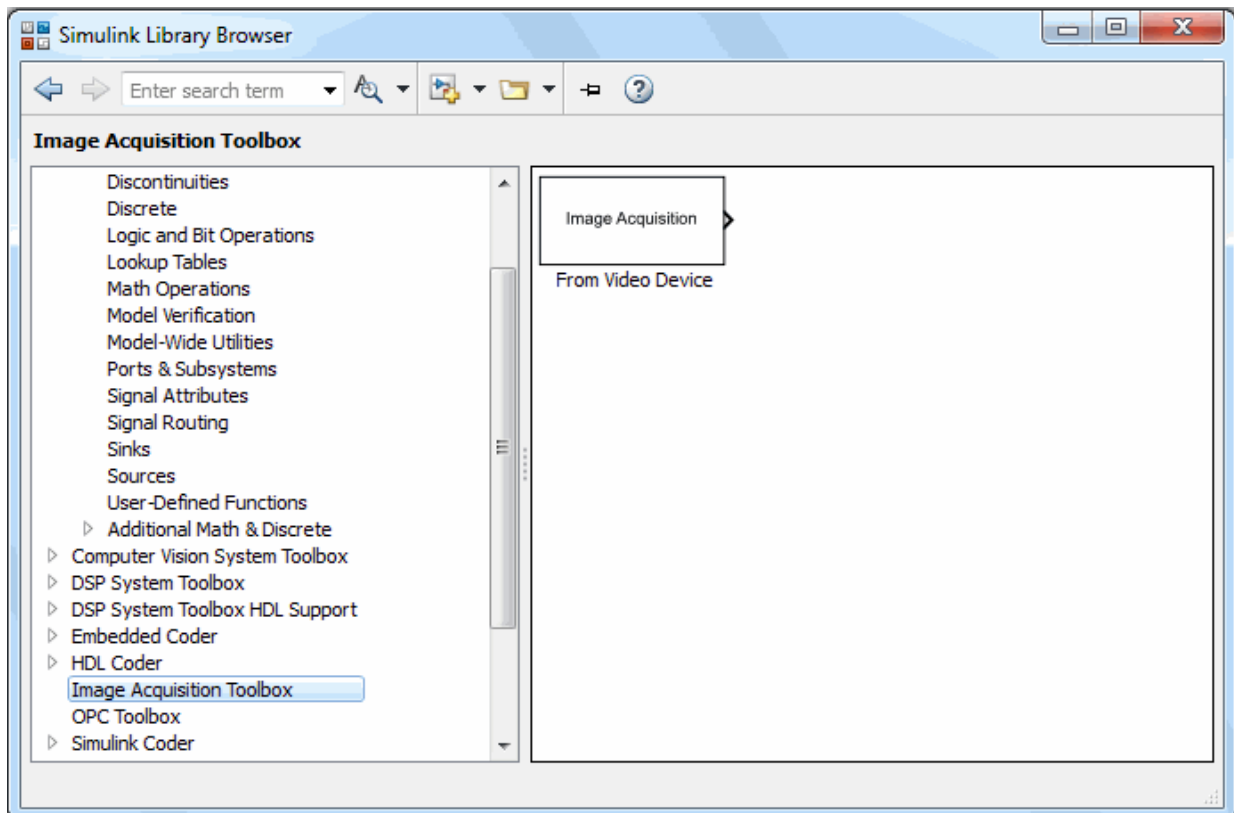 Simulink Library Browser
Enter search term
Image Acquisition Toolbox
Discontinuities
Discrete
Logic and Bit Operations
Lookup Tables
Math Operations
Model Verification
Model-Wide Utilities
Ports & Subsystems
Signal Attributes
Signal Routing
Sinks
Sources
User-Defined Functions
Additional Math & Discrete
Computer Vision System Toolbox
DSP System Toolbox
DSP System Toolbox HDL Support
Embedded Coder
HDL Coder
Image Acquisition Toolbox
OPC Toolbox
Simulink Coder
Image Acquisition
From Video Device